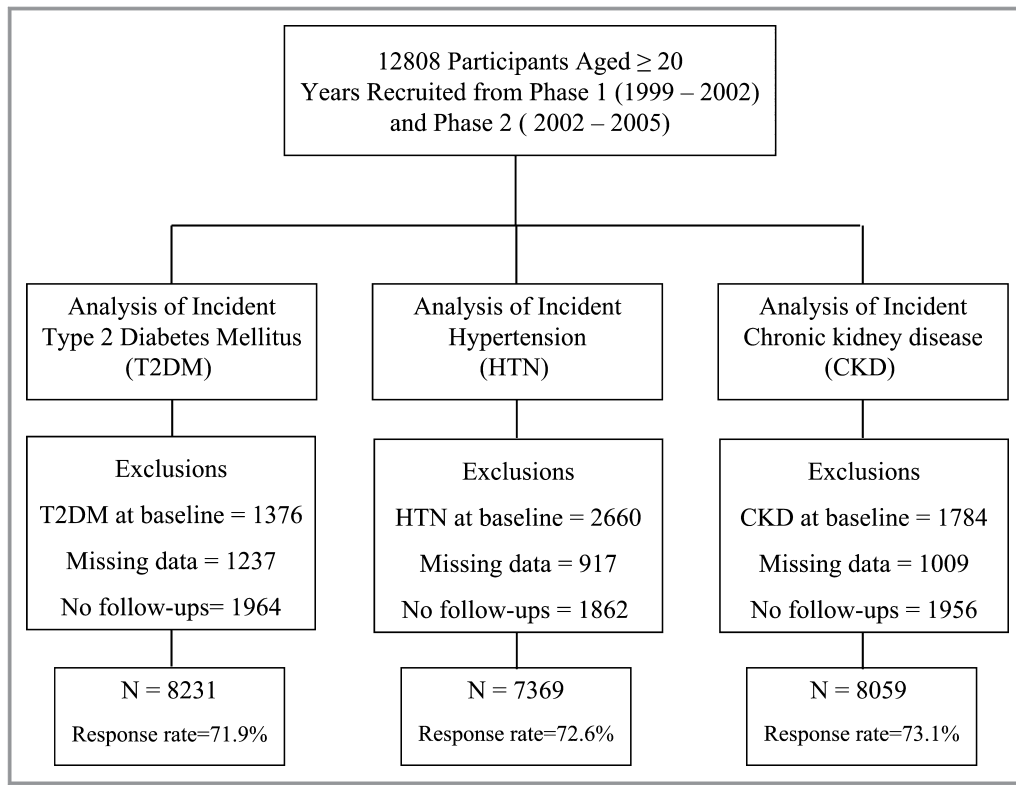 12808 Participants Aged ≥ 20
Years Recruited from Phase 1 (1999 – 2002)
and Phase 2 ( 2002 – 2005)
Analysis of Incident
Type 2 Diabetes Mellitus
(T2DM)
Analysis of Incident
Hypertension
(HTN)
Analysis of Incident
Chronic kidney disease
(CKD)
Exclusions
T2DM at baseline = 1376
Missing data = 1237
No follow-ups= 1964
Exclusions
HTN at baseline = 2660
Missing data = 917
No follow-ups = 1862
Exclusions
CKD at baseline = 1784
Missing data = 1009
No follow-ups = 1956
N = 8231
Response rate=71.9%
N = 7369
Response rate=72.6%
N = 8059
Response rate=73.1%